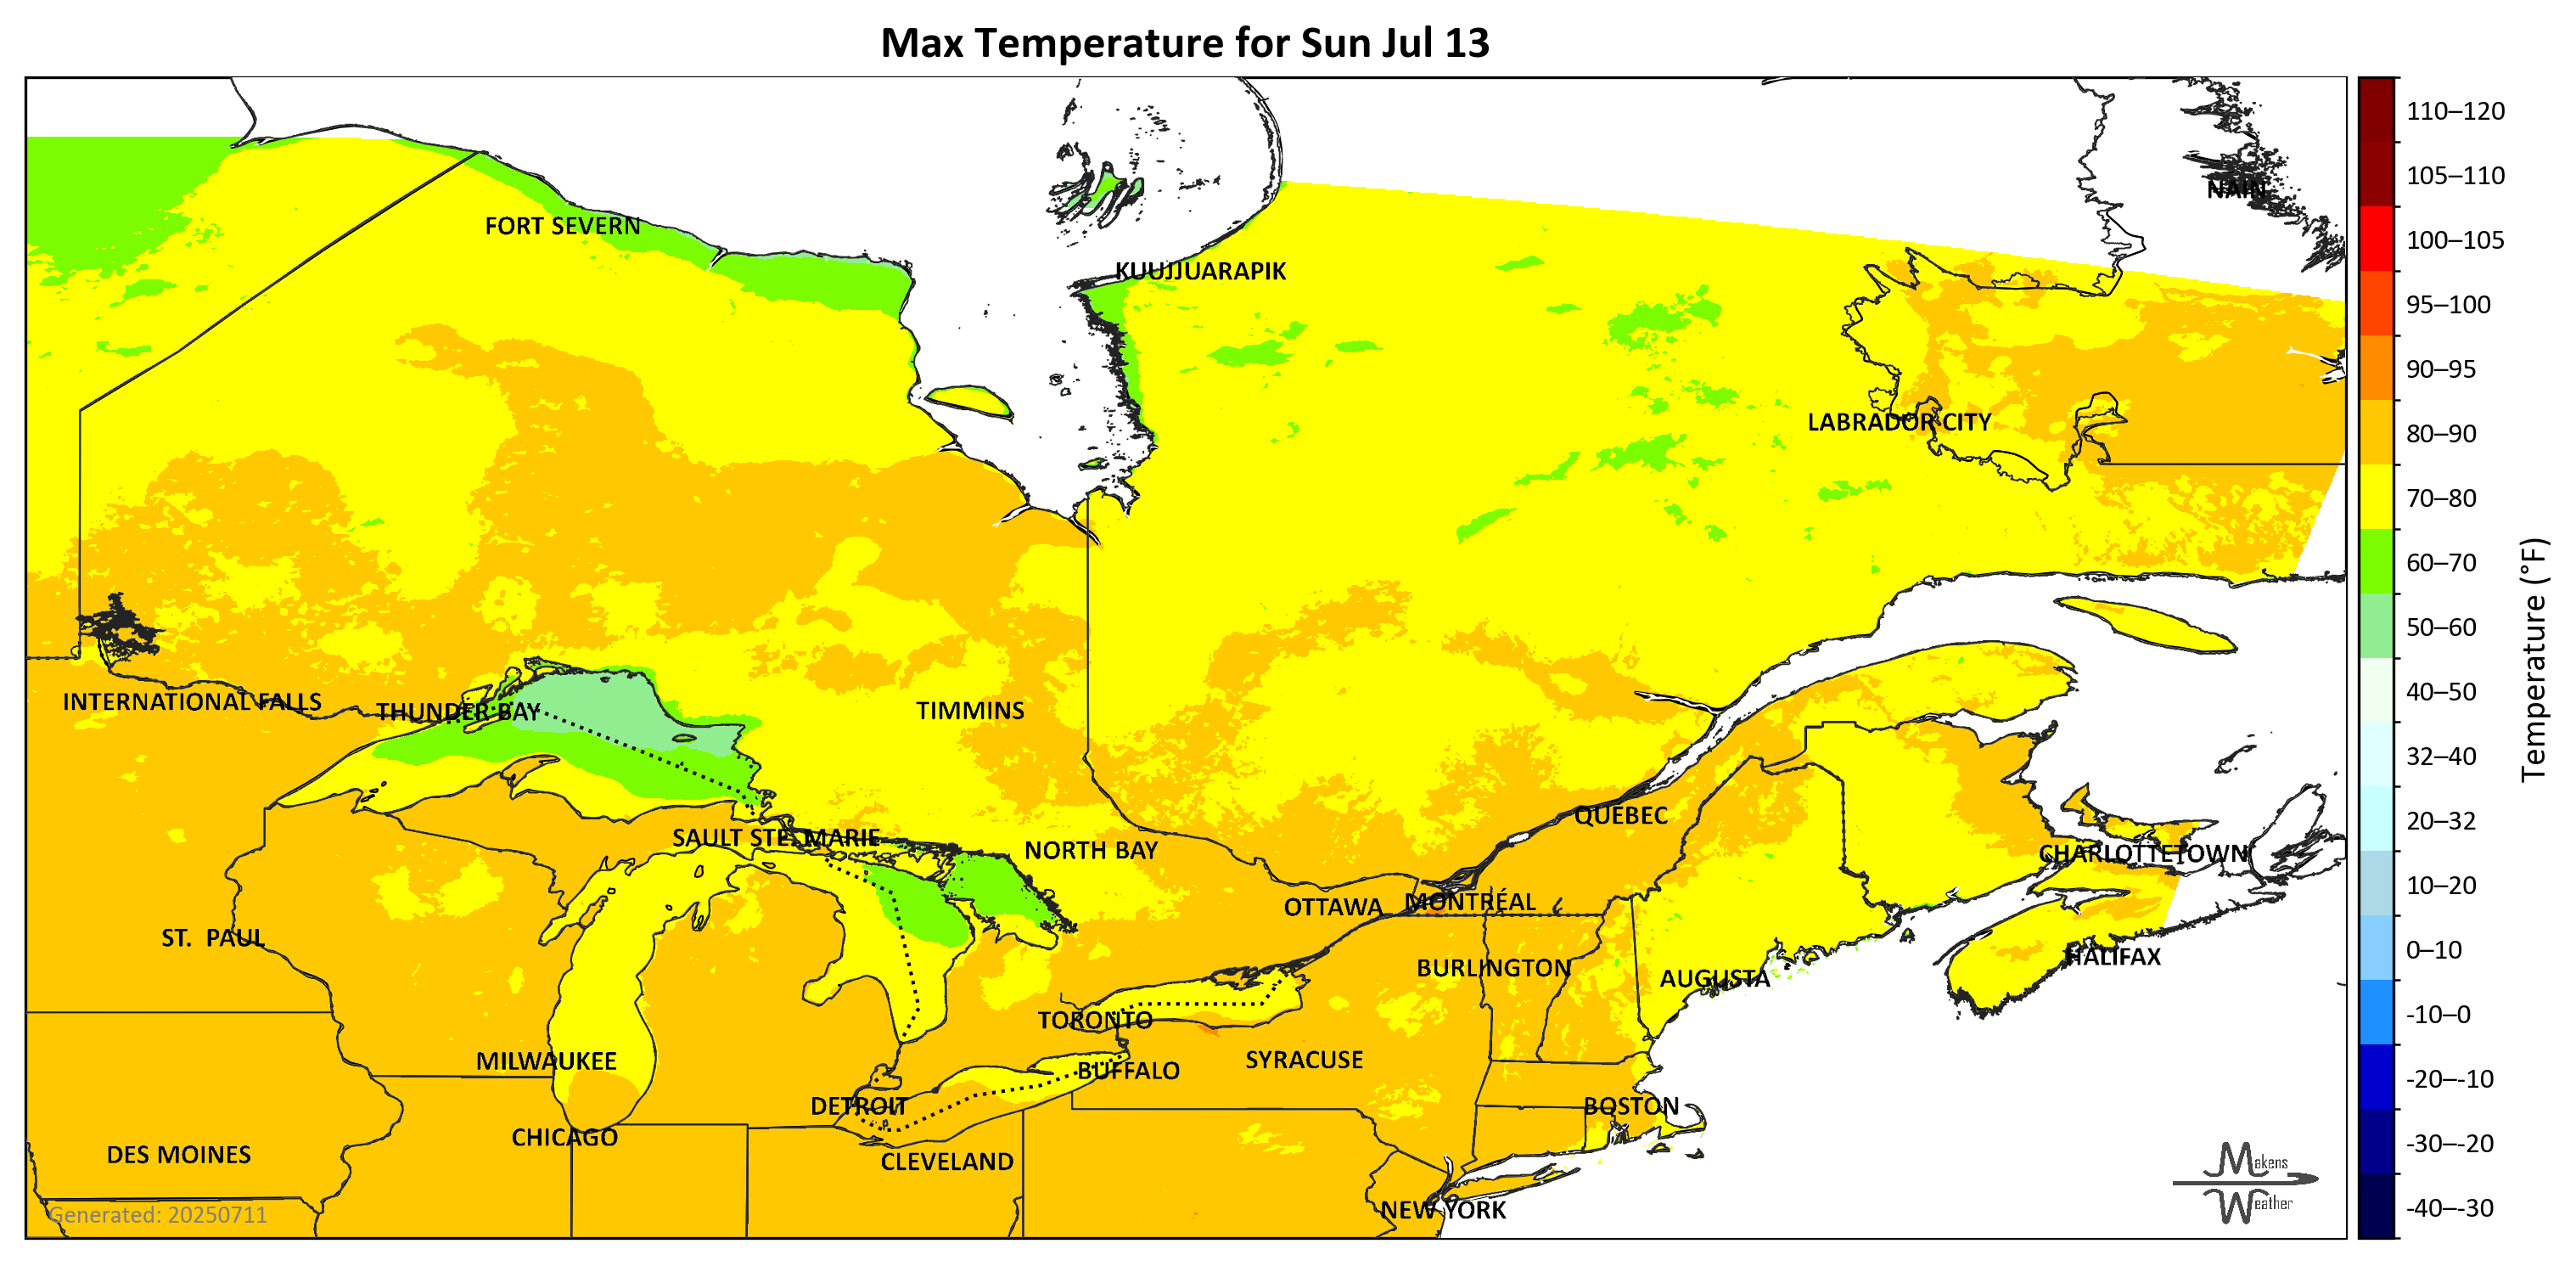 Max Temperature for Sun Jul 13
NAIN
FORT SEVERN
KUUJJUARAPIK
LABRADOR CITY
INTERNATIONAL FALLS
THUNDER BAY
TIMMINS
QUÉBEC
SAULT STE. MARIE
NORTH BAY
CHARLOTTETOWN
OTTAWA
MONTRÉAL
ST. PAUL
HALIFAX
BURLINGTON
AUGUSTA
TORONTO
MILWAUKEE
SYRACUSE
BUFFALO
DETROIT
BOSTON
CHICAGO
DES MOINES
CLEVELAND
NEW YORK
Generated: 20250711
Makens
Weather
110–120
105–110
100–105
95–100
90–95
80–90
70–80
60–70
50–60
40–50
32–40
20–32
10–20
0–10
-10–0
-20–-10
-30–-20
-40–-30
Temperature (°F)